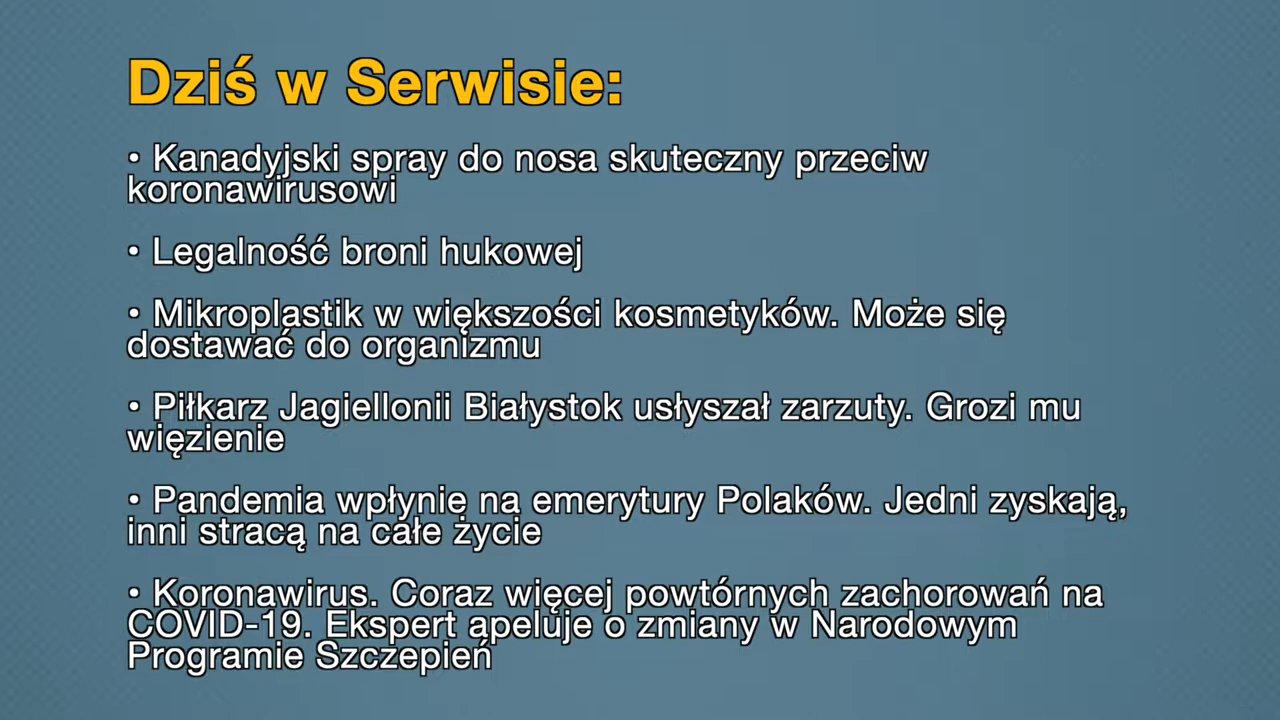 Dziś w Serwisie:
• Kanadyjski spray do nosa skuteczny przeciw
koronawirusowi
• Legalność broni hukowej
• Mikroplastik w większości kosmetyków. Może się
dostawać do organizmu
• Piłkarz Jagiellonii Białystok usłyszał zarzuty. Grozi mu
więzienie
• Pandemia wpłynie na emerytury Polaków. Jedni zyskają,
inni stracą na całe życie
• Koronawirus. Coraz więcej powtórnych zachorowań na
COVID-19. Ekspert apeluje o zmiany w Narodowym
Programie Szczepień